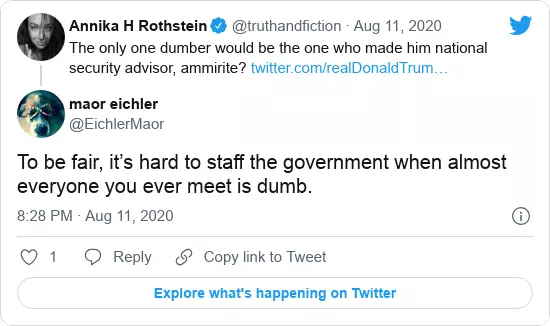 Annika H Rothstein @truthandfiction · Aug 11, 2020
The only one dumber would be the one who made him national
security advisor, ammirite? twitter.com/realDonaldTrum…
maor eichler
@EichlerMaor
To be fair, it’s hard to staff the government when almost
everyone you ever meet is dumb.
8:28 PM · Aug 11, 2020
1 Reply Copy link to Tweet
Explore what's happening on Twitter